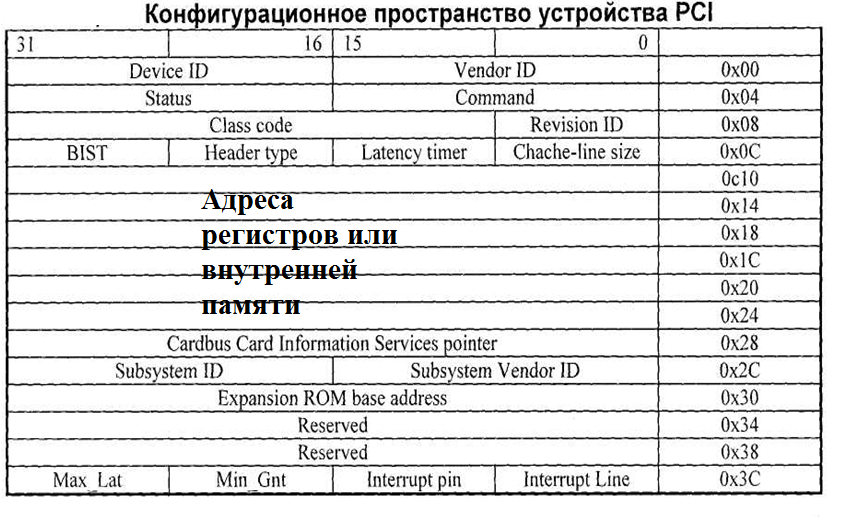 Конфигурационное пространство устройства PCI
31 16 15 0
Device ID Vendor ID 0x00
Status Command 0x04
Class code Revision ID 0x08
BIST Header type Latency timer Chache-line size 0x0C
0c10
Адреса 0x14
регистров или 0x18
внутренней 0x1C
памяти 0x20
0x24
Cardbus Card Information Services pointer 0x28
Subsystem ID Subsystem Vendor ID 0x2C
Expansion ROM base address 0x30
Reserved 0x34
Reserved 0x38
Max_Lat Min_Gnt Interrupt pin Interrupt Line 0x3C